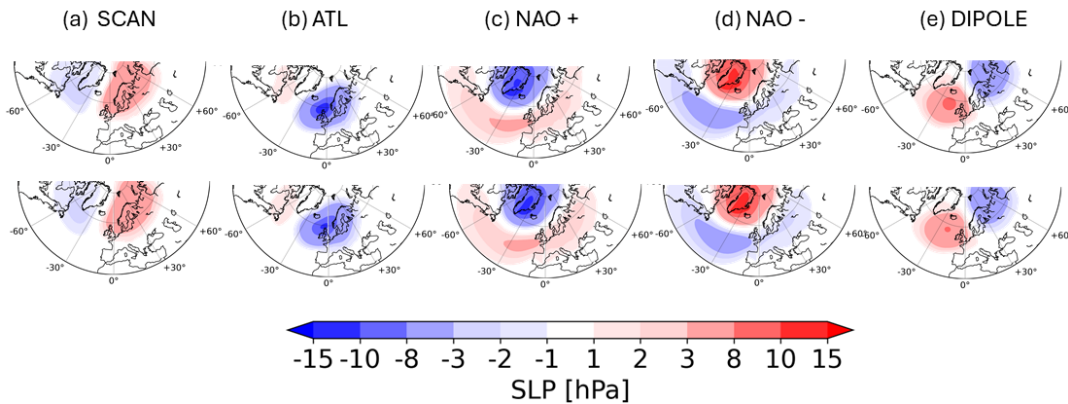 (a) SCAN (b) ATL (c) NAO + (d) NAO - (e) DIPOLE
-60° +60° -60° +60° -60° +60° -60° +60° -60° +60°
-30° +30° -30° +30° -30° +30° -30° +30° -30° +30°
0° 0° 0° 0° 0°
-60° +60° -60° +60° -60° +60° -60° +60° -60° +60°
-30° +30° -30° +30° -30° +30° -30° +30° -30° +30°
0° 0° 0° 0° 0°
-15 -10 -8 -3 -2 -1 1 2 3 8 10 15
SLP [hPa]